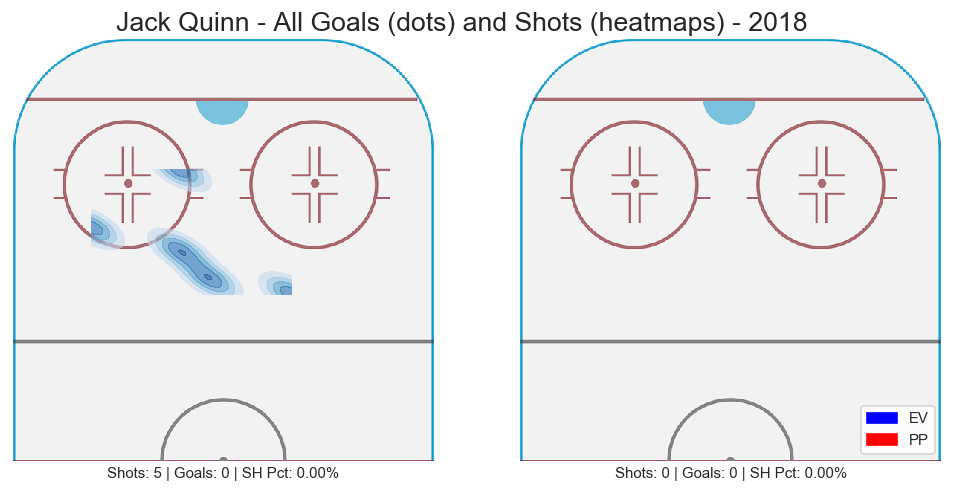 Jack Quinn - All Goals (dots) and Shots (heatmaps) - 2018
EV
PP
Shots: 5 | Goals: 0 | SH Pct: 0.00%
Shots: 0 | Goals: 0 | SH Pct: 0.00%